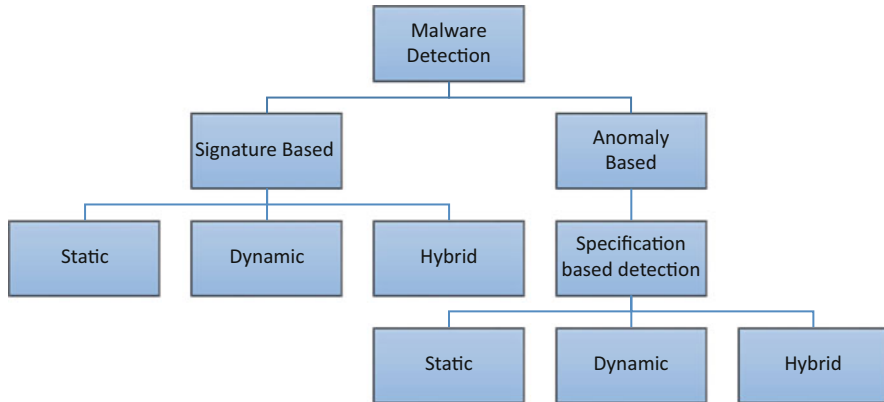 Malware
Detection
Signature Based
Anomaly
Based
Static
Dynamic
Hybrid
Specification
based detection
Static
Dynamic
Hybrid